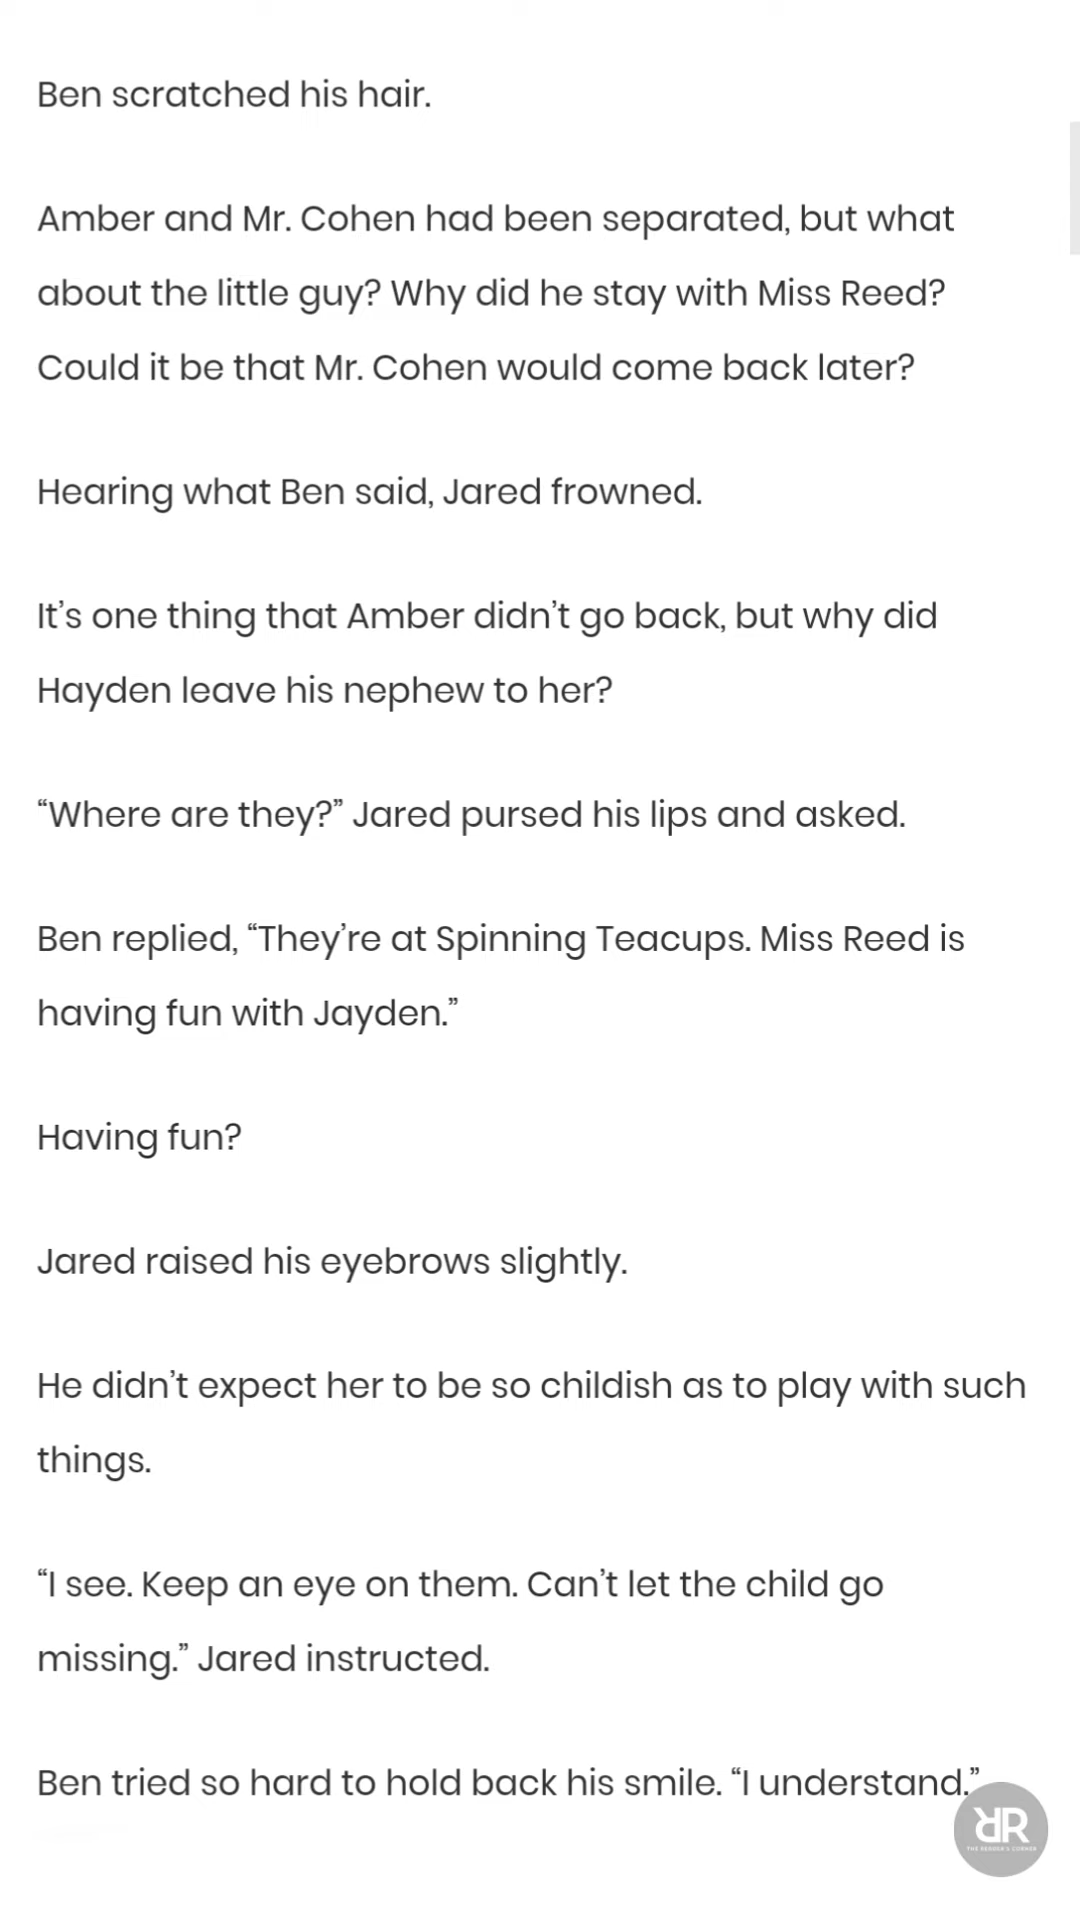 Ben scratched his hair.
Amber and Mr. Cohen had been separated, but what
about the little guy? Why did he stay with Miss Reed?
Could it be that Mr. Cohen would come back later?
Hearing what Ben said, Jared frowned.
It’s one thing that Amber didn’t go back, but why did
Hayden leave his nephew to her?
“Where are they?” Jared pursed his lips and asked.
Ben replied, “They’re at Spinning Teacups. Miss Reed is
having fun with Jayden.”
Having fun?
Jared raised his eyebrows slightly.
He didn’t expect her to be so childish as to play with such
things.
“I see. Keep an eye on them. Can’t let the child go
missing.” Jared instructed.
Ben tried so hard to hold back his smile. “I understand.”
RR